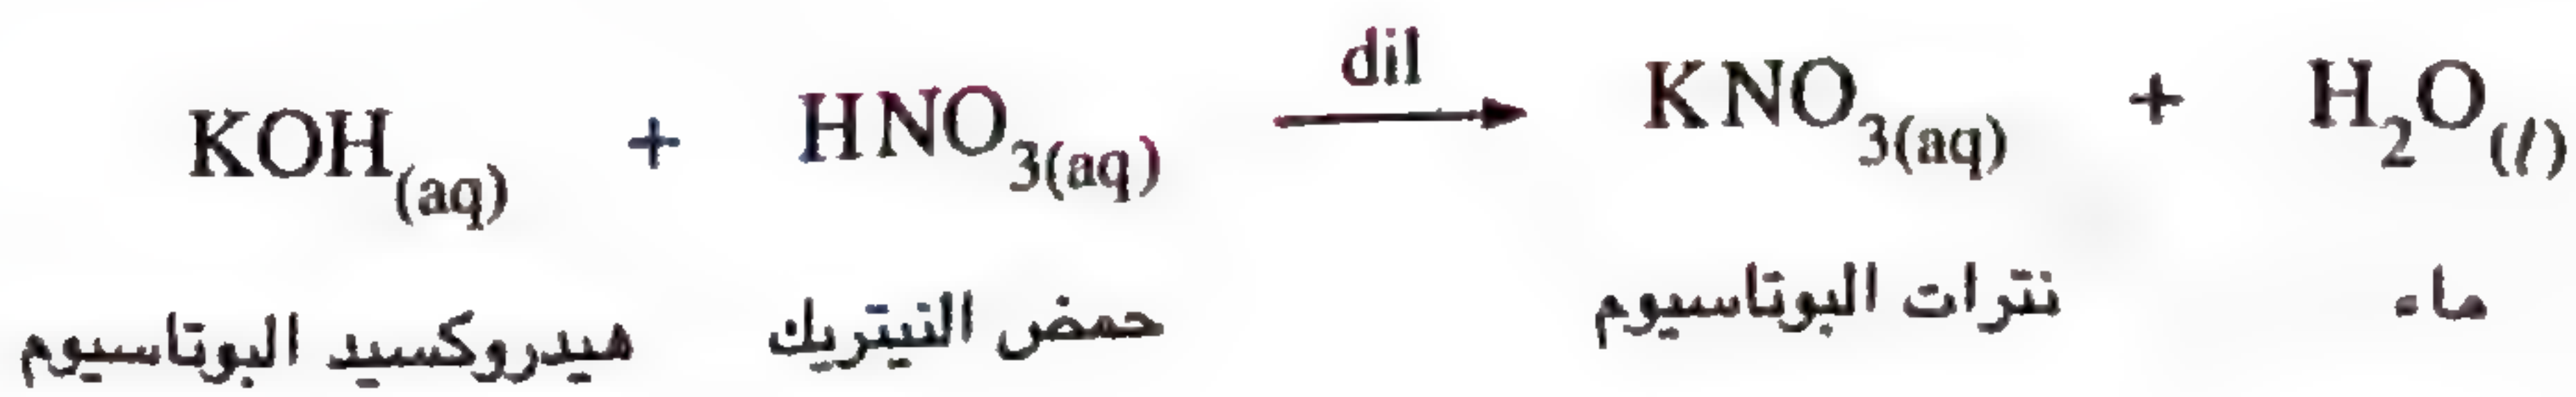 dil
KOH(aq) + HNO3(aq) → KNO3(aq) + H2O(l)
هيدروكسيد البوتاسيوم حمض النيتريك نترات البوتاسيوم ماء